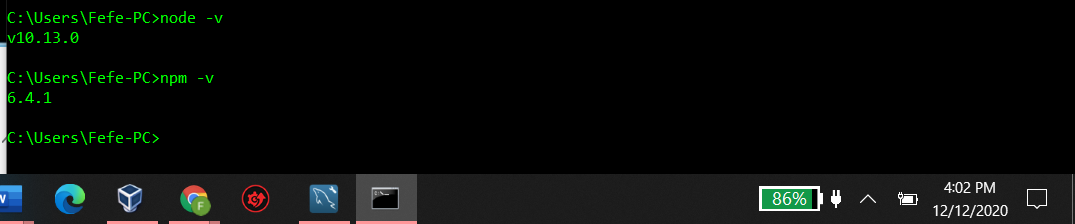 C:\Users\Fefe-PC>node -v
v10.13.0
C:\Users\Fefe-PC>npm -v
6.4.1
C:\Users\Fefe-PC>
W
F
C:\
86%
4:02 PM
12/12/2020